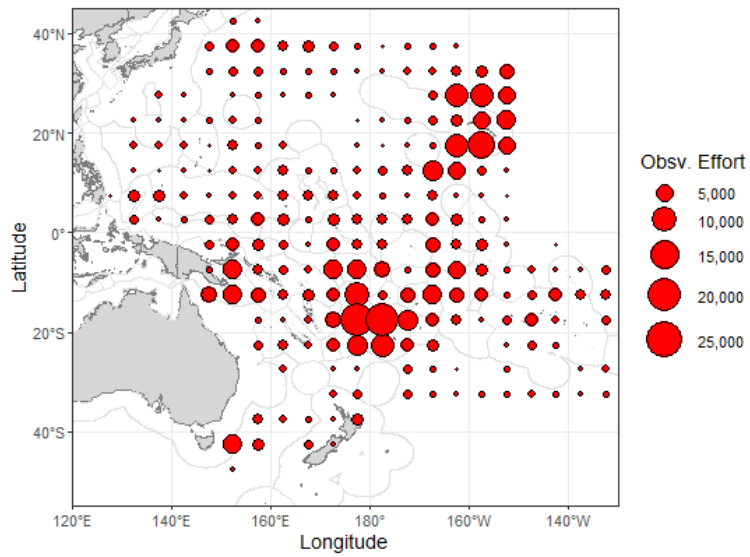 40°N
20°N
0°
20°S
40°S
Latitude
120°E
140°E
160°E
180°
160°W
140°W
Longitude
Obsv. Effort
5,000
10,000
15,000
20,000
25,000